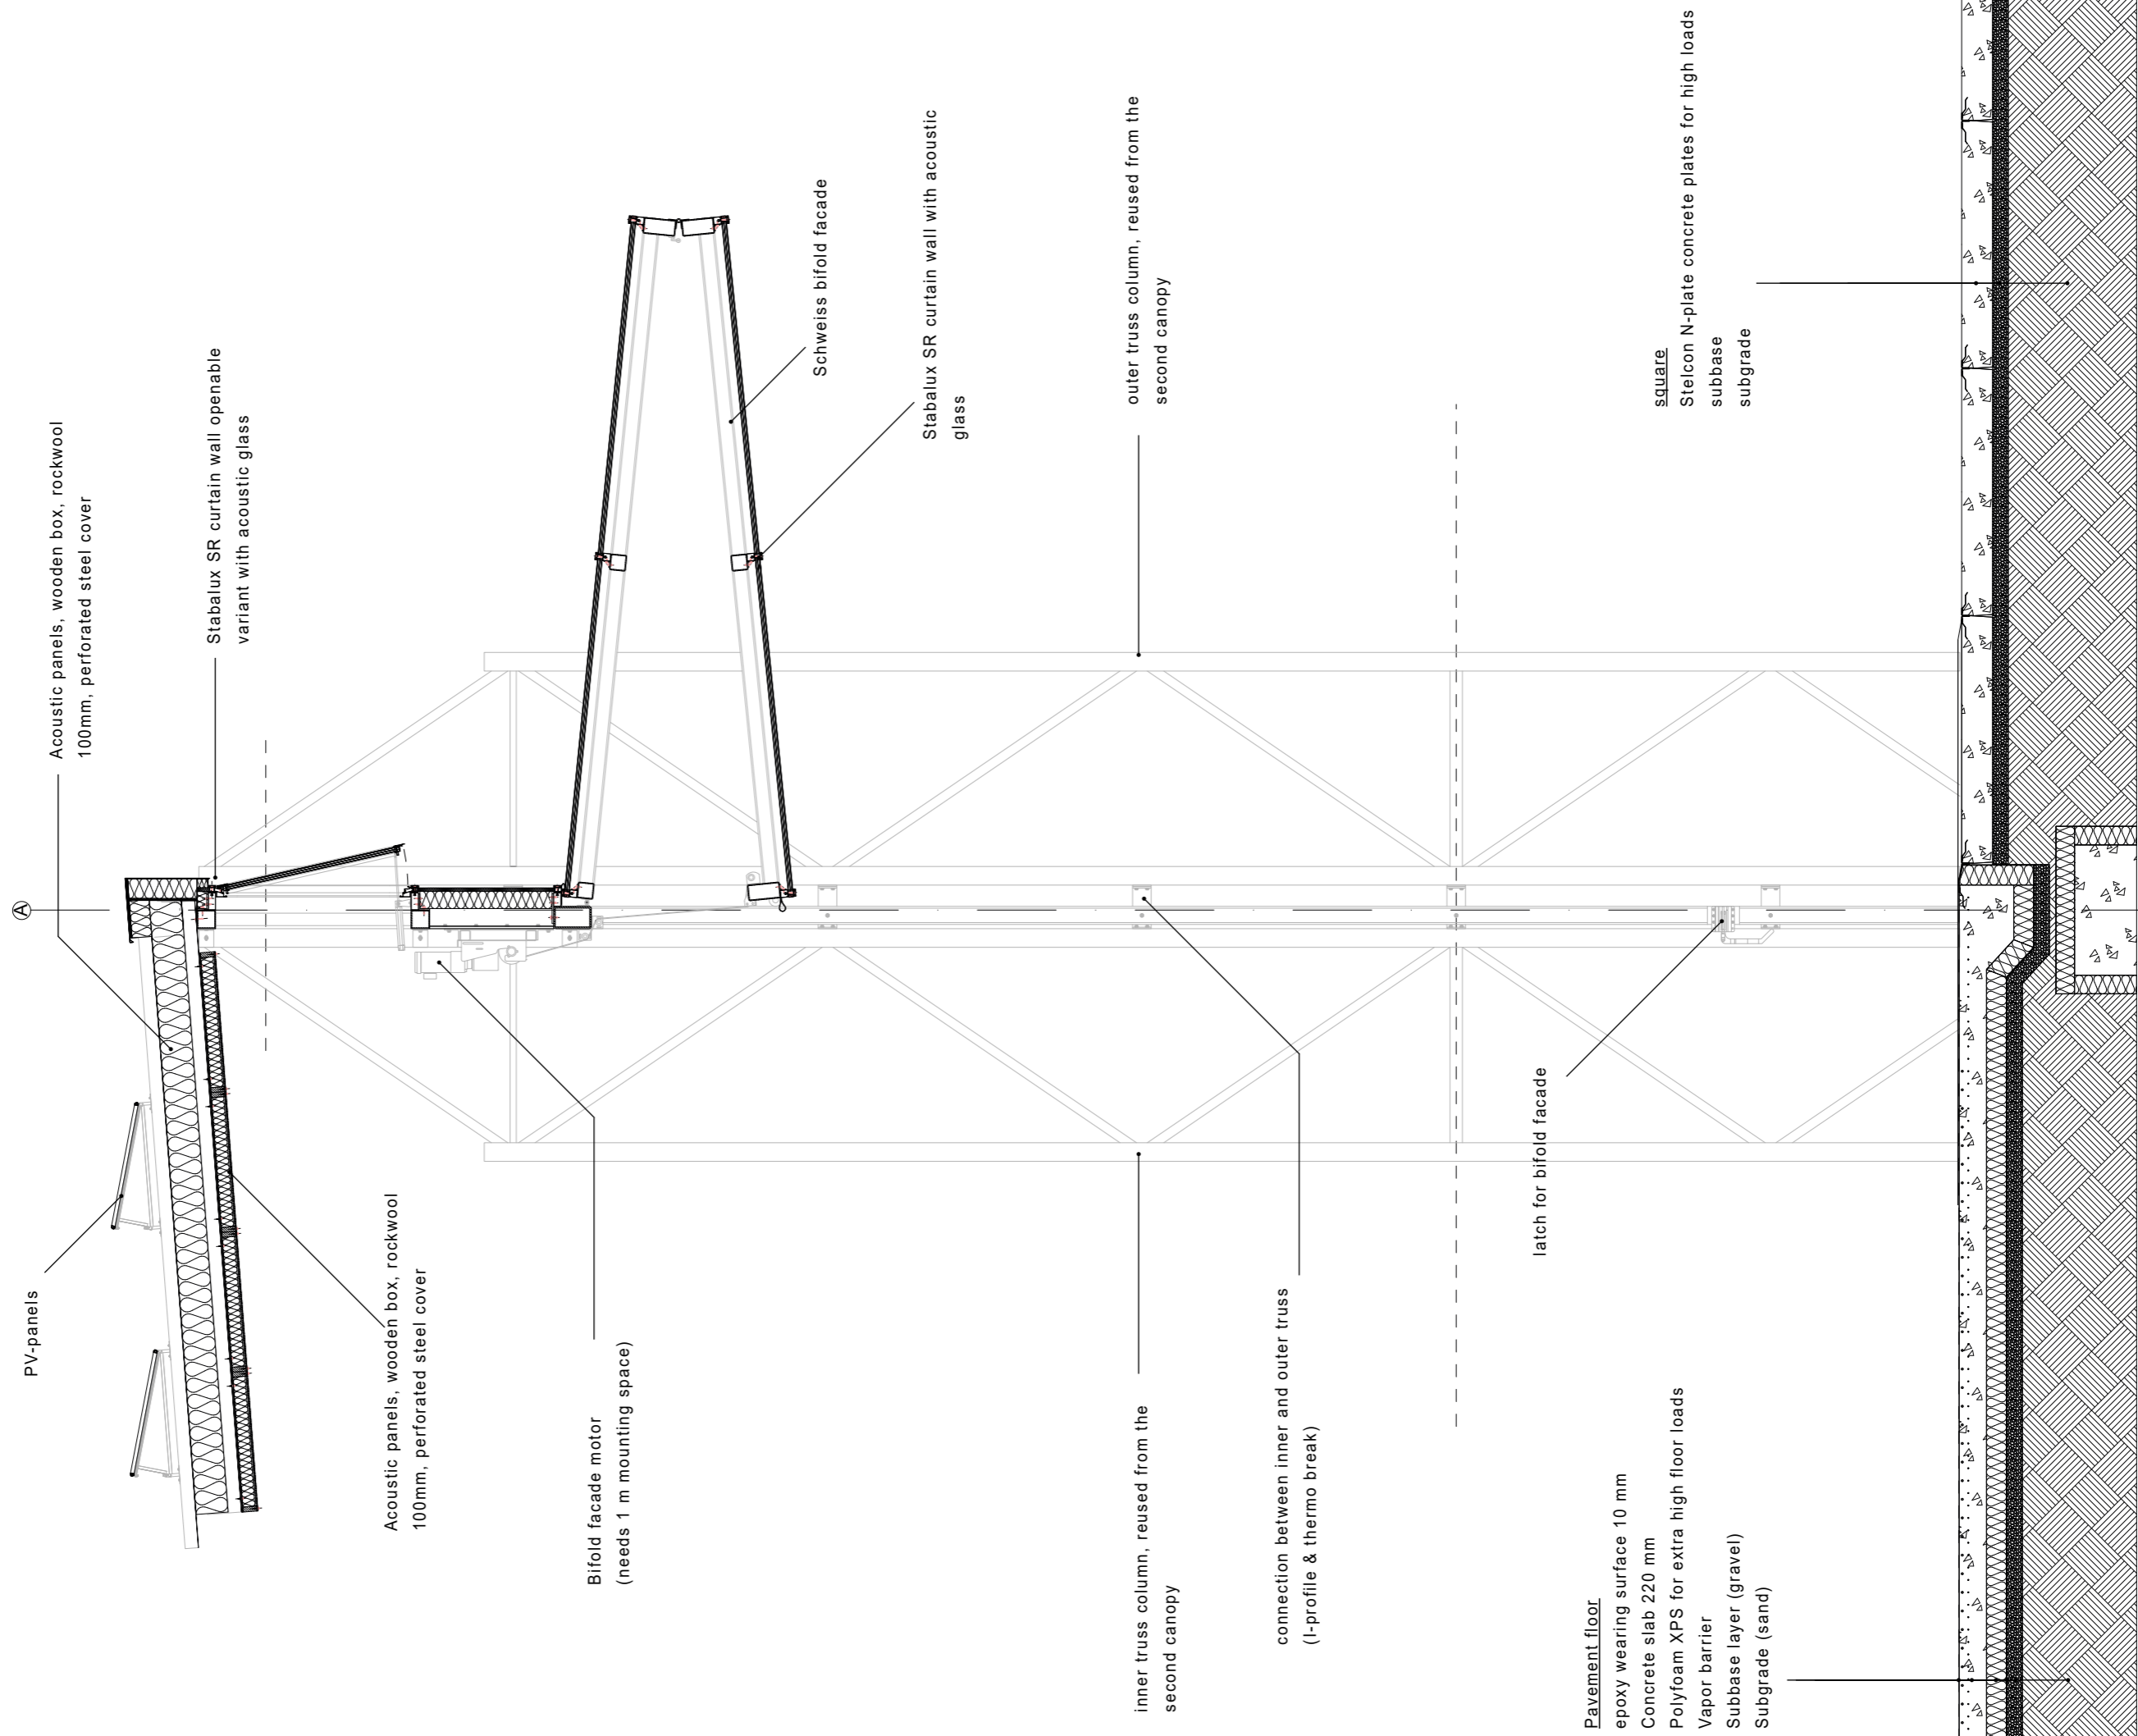 PV-panels
A
Acoustic panels, wooden box, rockwool
100mm, perforated steel cover
Stabalux SR curtain wall openable
variant with acoustic glass
Acoustic panels, wooden box, rockwool
100mm, perforated steel cover
Bifold facade motor
(needs 1 m mounting space)
Schweiss bifold facade
Stabalux SR curtain wall with acoustic
glass
inner truss column, reused from the
second canopy
outer truss column, reused from the
second canopy
connection between inner and outer truss
(I-profile & thermo break)
latch for bifold facade
Pavement floor
epoxy wearing surface 10 mm
Concrete slab 220 mm
Polyfoam XPS for extra high floor loads
Vapor barrier
Subbase layer (gravel)
Subgrade (sand)
square
Stelcon N-plate concrete plates for high loads
subbase
subgrade